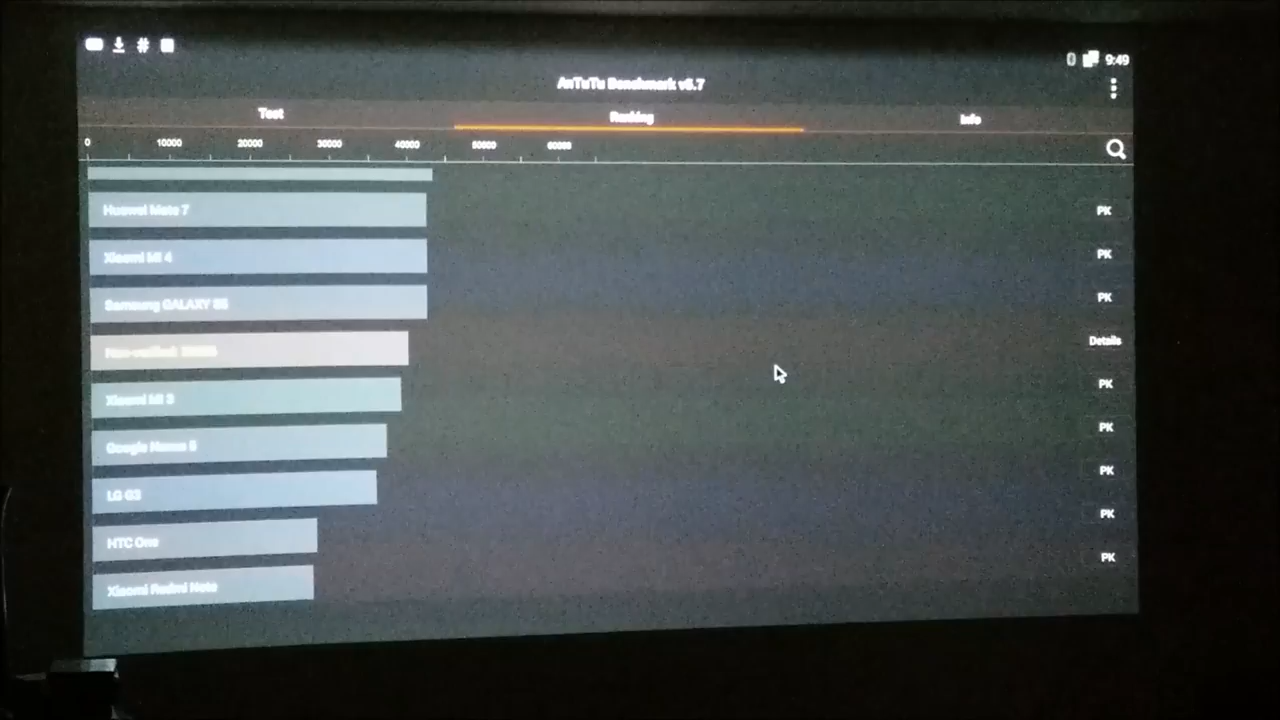 9:49
AnTuTu Benchmark v5.7
Test Ranking Info
0 10000 20000 30000 40000 50000 60000
Huawei Mate 7 PK
Xiaomi MI 4 PK
Samsung GALAXY S5 PK
Details
Xiaomi MI 3 PK
Google Nexus 5 PK
LG G3 PK
HTC One PK
Xiaomi Redmi Note PK